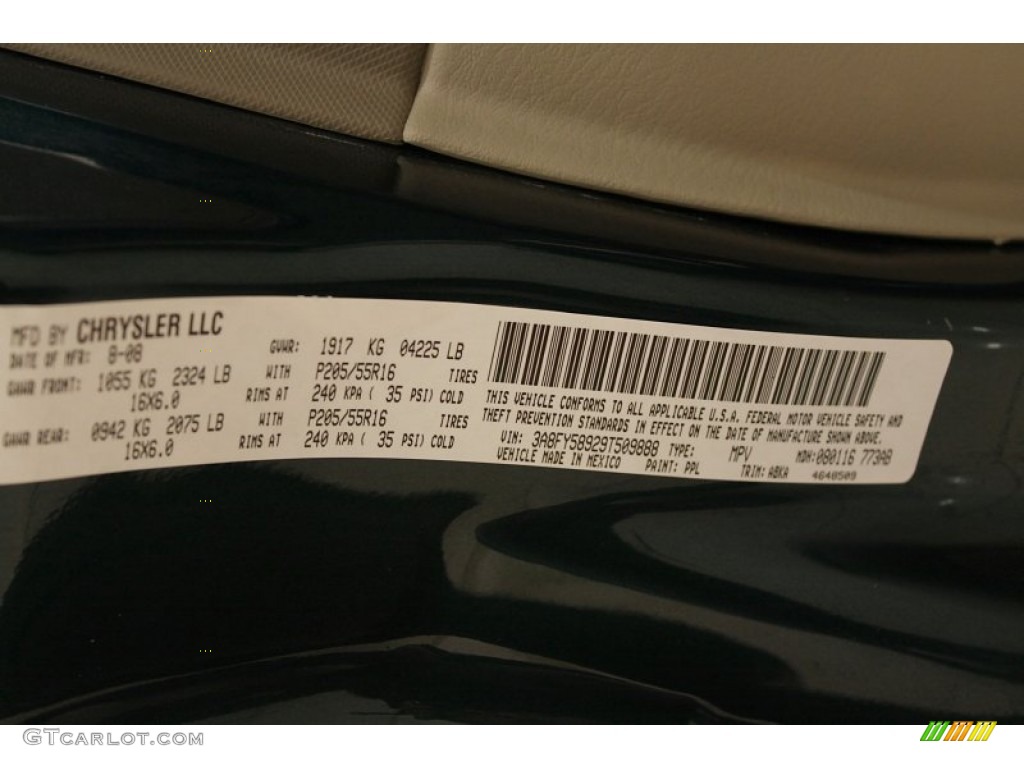 MFD BY CHRYSLER LLC
DATE OF MFR: 8-08
GVWR: 1917 KG 04225 LB
GAWR FRONT: 1055 KG 2324 LB WITH P205/55R16 TIRES
16X6.0 RIMS AT 240 KPA ( 35 PSI) COLD
GAWR REAR: 0942 KG 2075 LB WITH P205/55R16 TIRES
16X6.0 RIMS AT 240 KPA ( 35 PSI) COLD
THIS VEHICLE CONFORMS TO ALL APPLICABLE U.S.A. FEDERAL MOTOR VEHICLE SAFETY AND
THEFT PREVENTION STANDARDS IN EFFECT ON THE DATE OF MANUFACTURE SHOWN ABOVE.
VIN: 3A8FY58929T509888 TYPE: MPV MDH:080116 773AB
VEHICLE MADE IN MEXICO PAINT: PPL TRIM: ABKA 4648509
GTCarLot.com